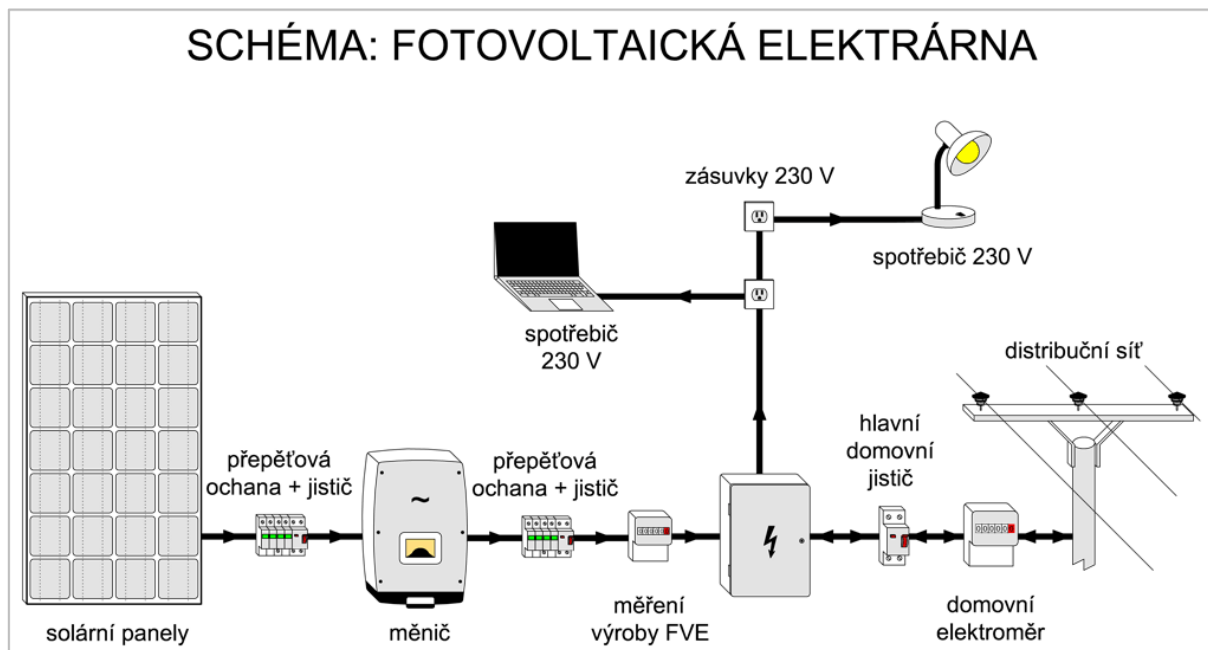 SCHÉMA: FOTOVOLTAICKÁ ELEKTRÁRNA
zásuvky 230 V
spotřebič 230 V
spotřebič
230 V
distribuční síť
hlavní
domovní
jistič
přepěťová
ochana + jistič
přepěťová
ochana + jistič
solární panely
měnič
měření
výroby FVE
domovní
elektroměr